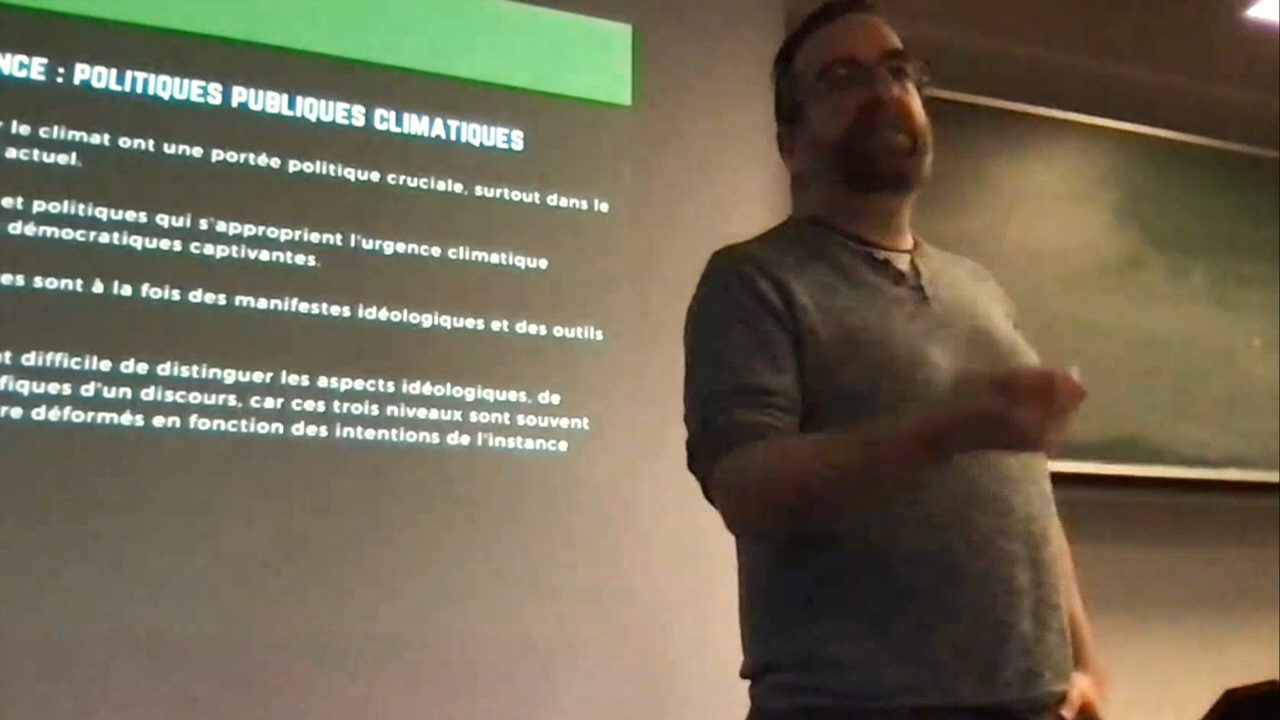 NCE : POLITIQUES PUBLIQUES CLIMATIQUES
r le climat ont une portée politique cruciale, surtout dans le
actuel.
et politiques qui s'approprient l'urgence climatique
démocratiques captivantes.
es sont à la fois des manifestes idéologiques et des outils
t difficile de distinguer les aspects idéologiques, de
fiques d'un discours, car ces trois niveaux sont souvent
re déformés en fonction des intentions de l'instance